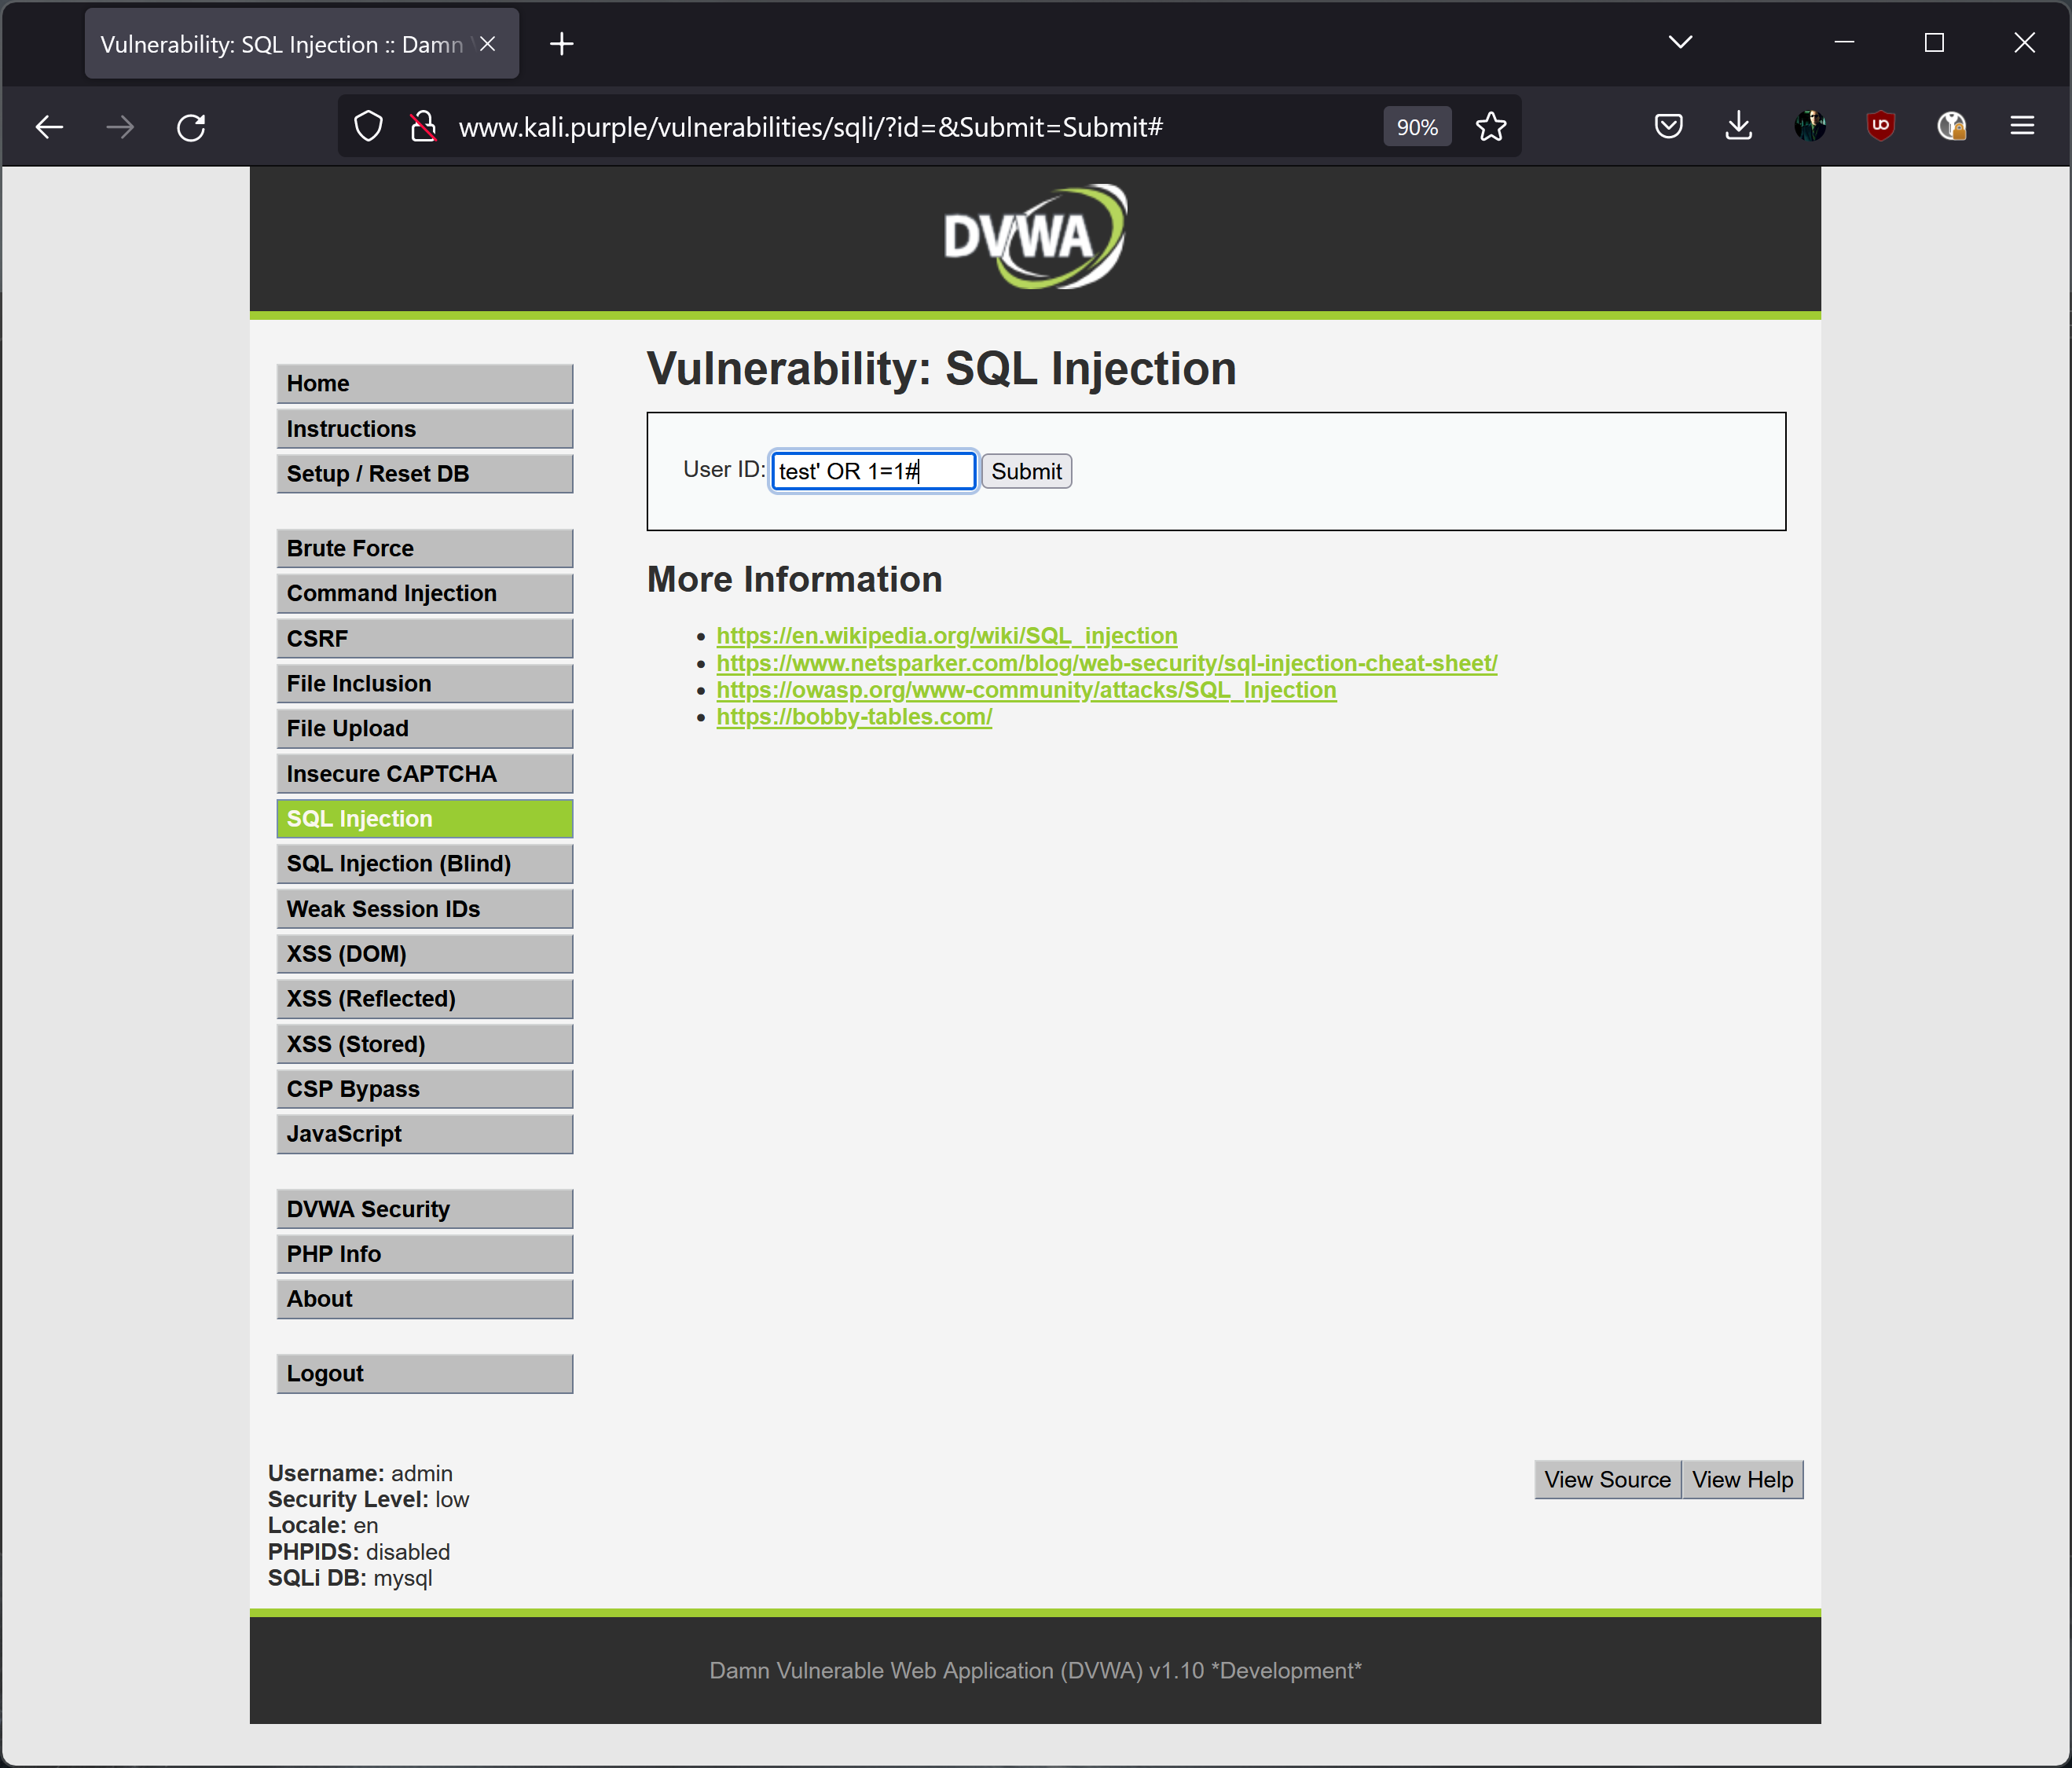 Vulnerability: SQL Injection :: Damn
www.kali.purple/vulnerabilities/sqli/?id=&Submit=Submit#
90%
DVWA
Home
Instructions
Setup / Reset DB
Brute Force
Command Injection
CSRF
File Inclusion
File Upload
Insecure CAPTCHA
SQL Injection
SQL Injection (Blind)
Weak Session IDs
XSS (DOM)
XSS (Reflected)
XSS (Stored)
CSP Bypass
JavaScript
DVWA Security
PHP Info
About
Logout
Vulnerability: SQL Injection
User ID: test' OR 1=1# Submit
More Information
https://en.wikipedia.org/wiki/SQL_injection
https://www.netsparker.com/blog/web-security/sql-injection-cheat-sheet/
https://owasp.org/www-community/attacks/SQL_Injection
https://bobby-tables.com/
Username: admin
Security Level: low
Locale: en
PHPIDS: disabled
SQLi DB: mysql
View Source View Help
Damn Vulnerable Web Application (DVWA) v1.10 *Development*